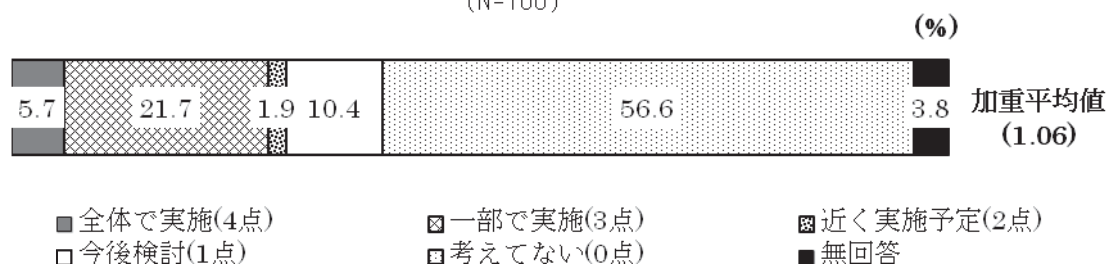 (%)
5.7 21.7 1.9 10.4 56.6 3.8 加重平均値
(1.06)
全体で実施(4点) 一部で実施(3点) 近く実施予定(2点)
今後検討(1点) 考えてない(0点) 無回答